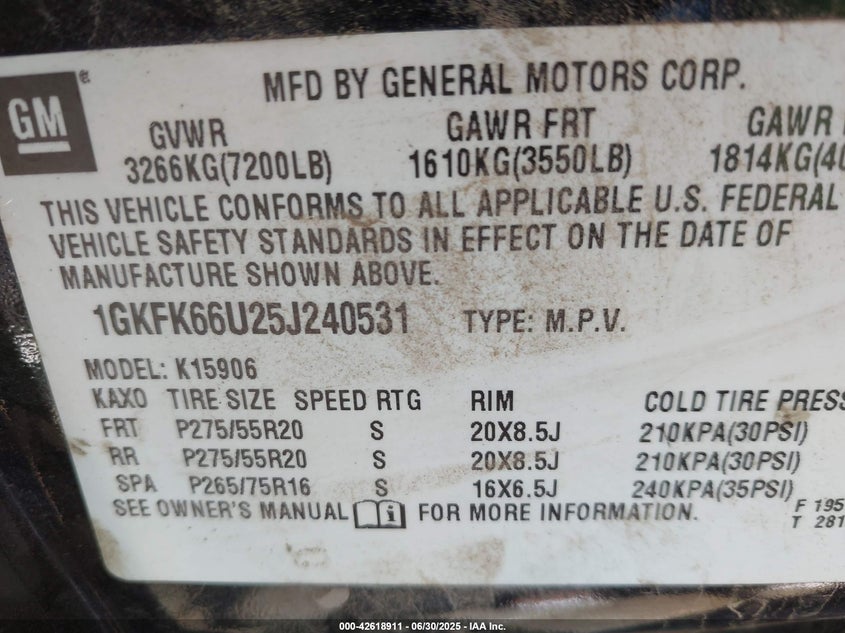 GM®
MFD BY GENERAL MOTORS CORP.
GVWR GAWR FRT GAWR
3266KG(7200LB) 1610KG(3550LB) 1814KG(40
THIS VEHICLE CONFORMS TO ALL APPLICABLE U.S. FEDERAL
VEHICLE SAFETY STANDARDS IN EFFECT ON THE DATE OF
MANUFACTURE SHOWN ABOVE.
1GKFK66U25J240531 TYPE: M.P.V.
MODEL: K15906
KAXO TIRE SIZE SPEED RTG RIM COLD TIRE PRESS
FRT P275/55R20 S 20X8.5J 210KPA(30PSI)
RR P275/55R20 S 20X8.5J 210KPA(30PSI)
SPA P265/75R16 S 16X6.5J 240KPA(35PSI)
SEE OWNER'S MANUAL FOR MORE INFORMATION.
F 195
T 281
000-42618911 - 06/30/2025 - IAA Inc.